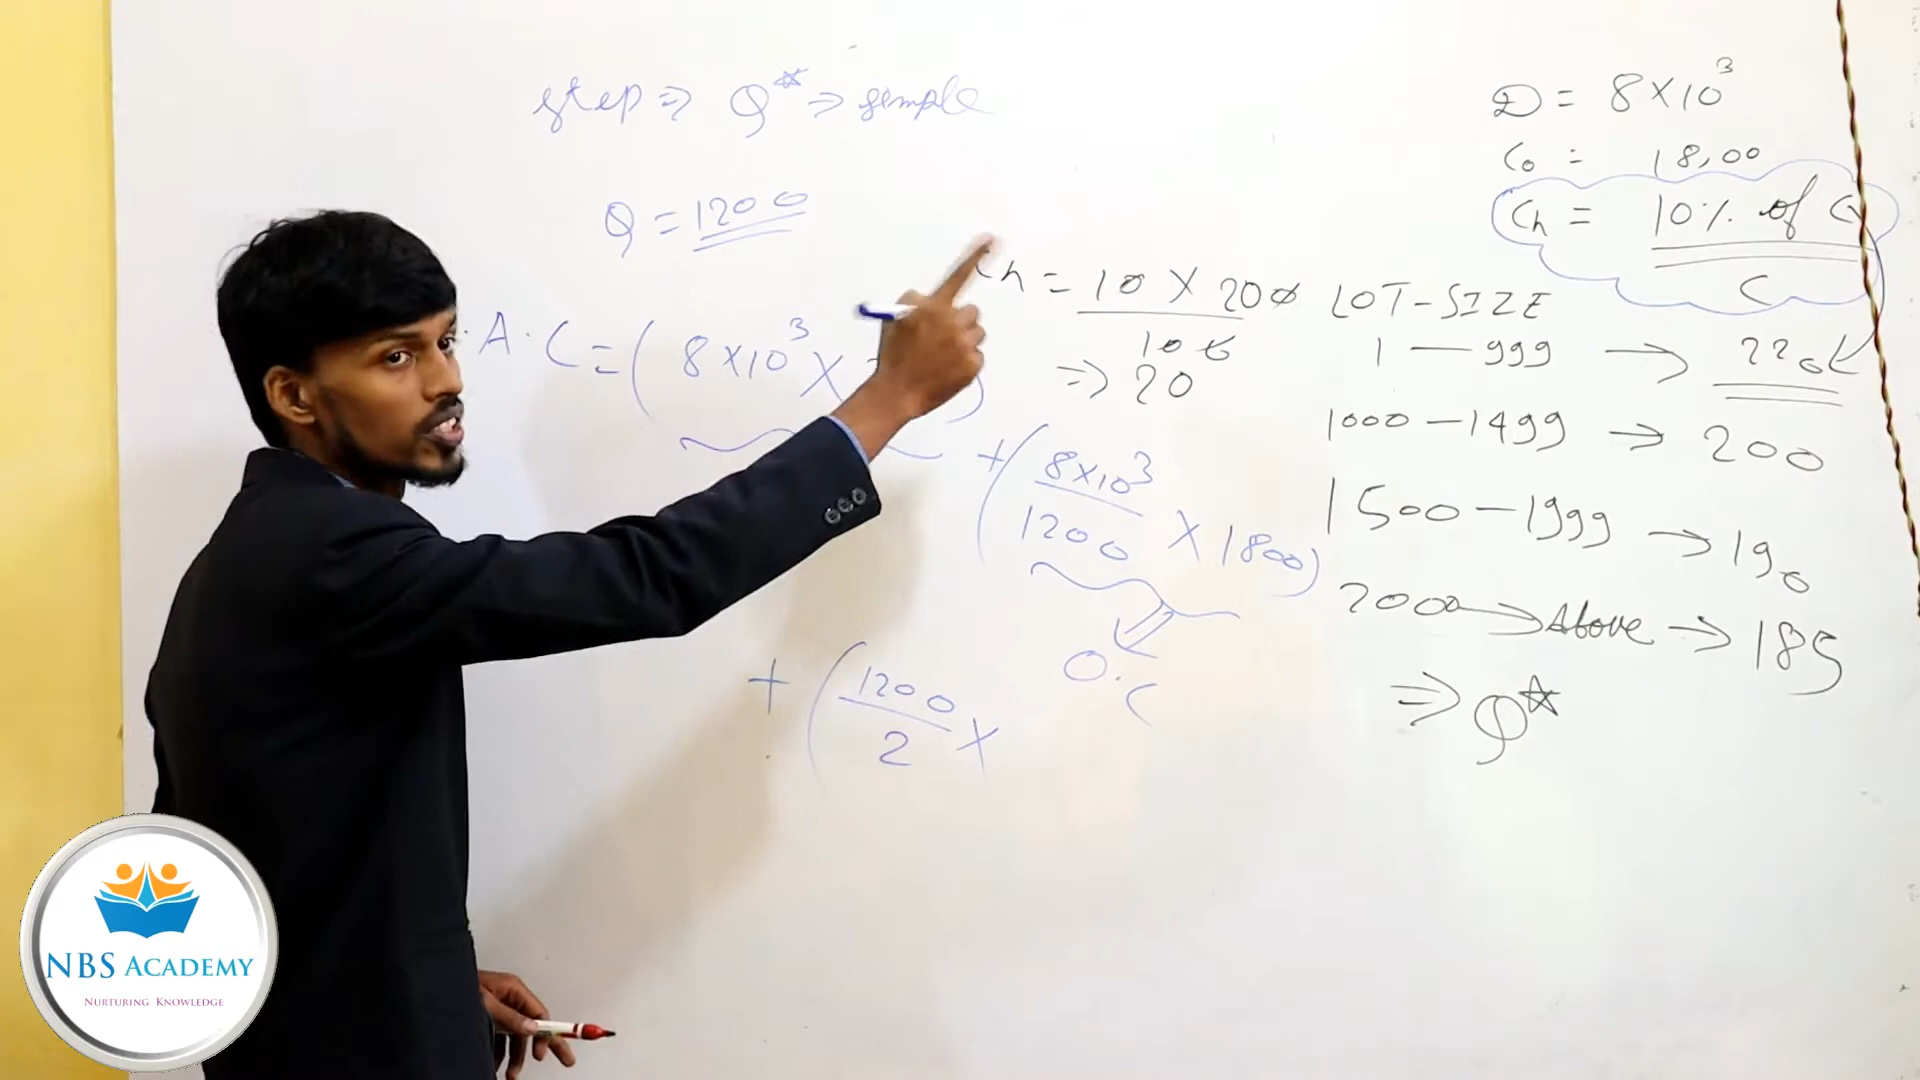 step ⇒ Q* ⇒ simple
Q = 1200
.A.C = ( 8×10³ ×
+ ( 8×10³ / 1200 × 1800)
O.C
+ ( 1200 / 2 ×
h = 10 × 200 / 100
⇒ 20
D = 8×10³
Co = 18,00
Ch = 10% of C
C
LOT-SIZE
1 — 999 → 220
1000 — 1499 → 200
1500 — 1999 → 190
2000 → Above → 185
⇒ Q*
NBS ACADEMY
NURTURING KNOWLEDGE